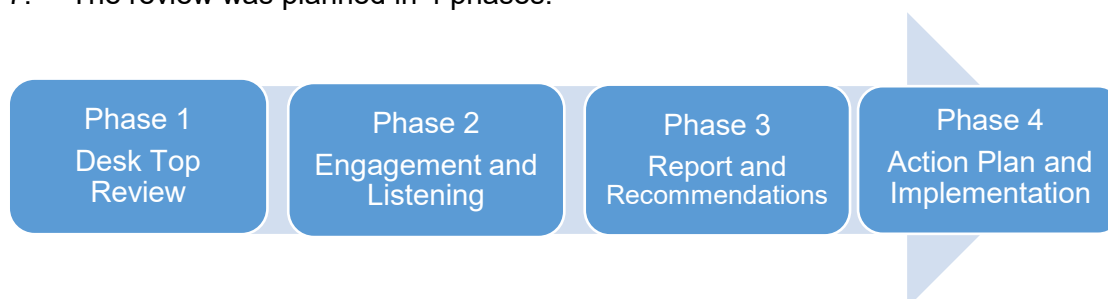 7. The review was planned in 4 phases:
Phase 1
Desk Top
Review
Phase 2
Engagement and
Listening
Phase 3
Report and
Recommendations
Phase 4
Action Plan and
Implementation